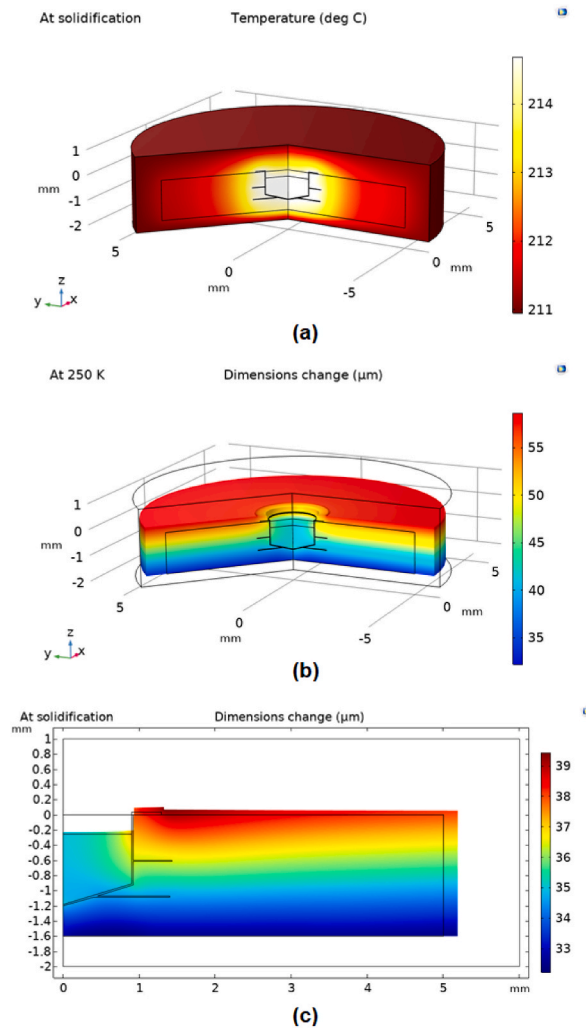 At solidification Temperature (deg C)
214
213
212
211
1
0
mm
-1
-2
5
0
mm
-5
0
mm
5
z
y x
(a)
At 250 K Dimensions change (µm)
55
50
45
40
35
1
0
mm
-1
-2
5
0
mm
-5
0
mm
5
z
y x
(b)
At solidification Dimensions change (µm)
mm
1
0.8
0.6
0.4
0.2
0
-0.2
-0.4
-0.6
-0.8
-1
-1.2
-1.4
-1.6
-1.8
-2
0 1 2 3 4 5 mm
39
38
37
36
35
34
33
(c)